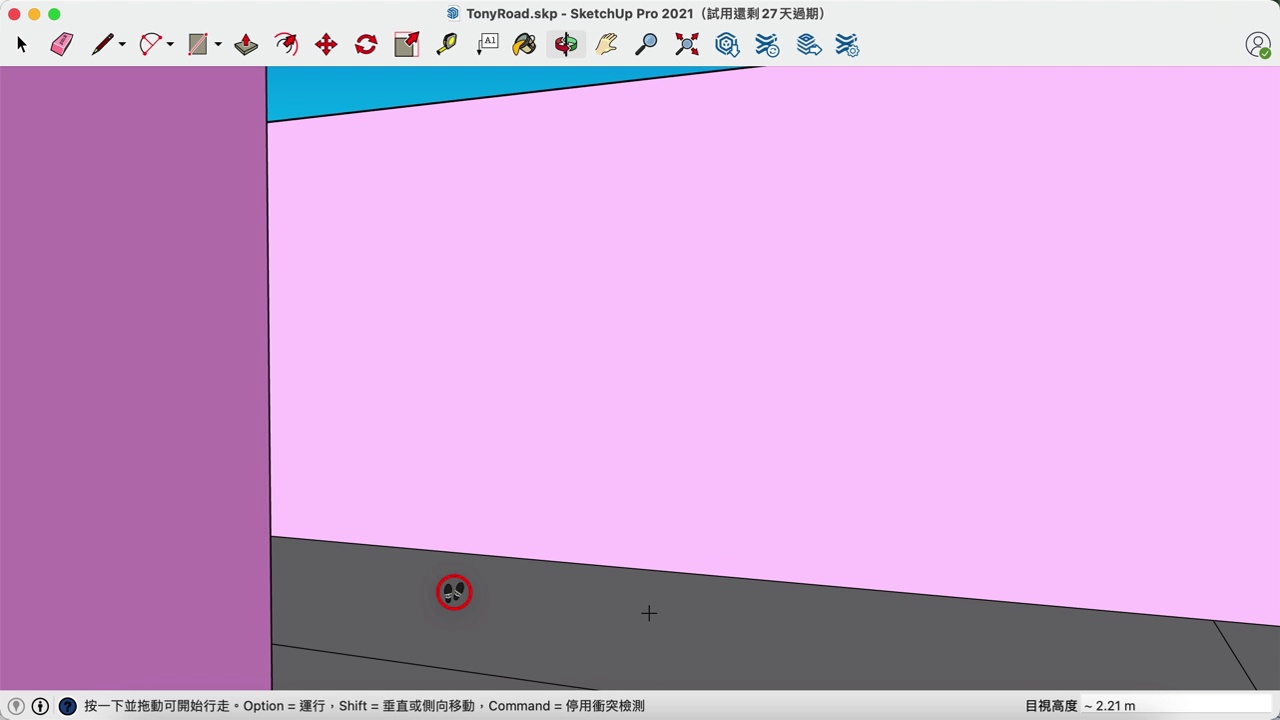 TonyRoad.skp - SketchUp Pro 2021（試用還剩 27 天過期）
A1
按一下並拖動可開始行走。Option = 運行，Shift = 垂直或側向移動，Command = 停用衝突檢測
目視高度 ~ 2.21 m